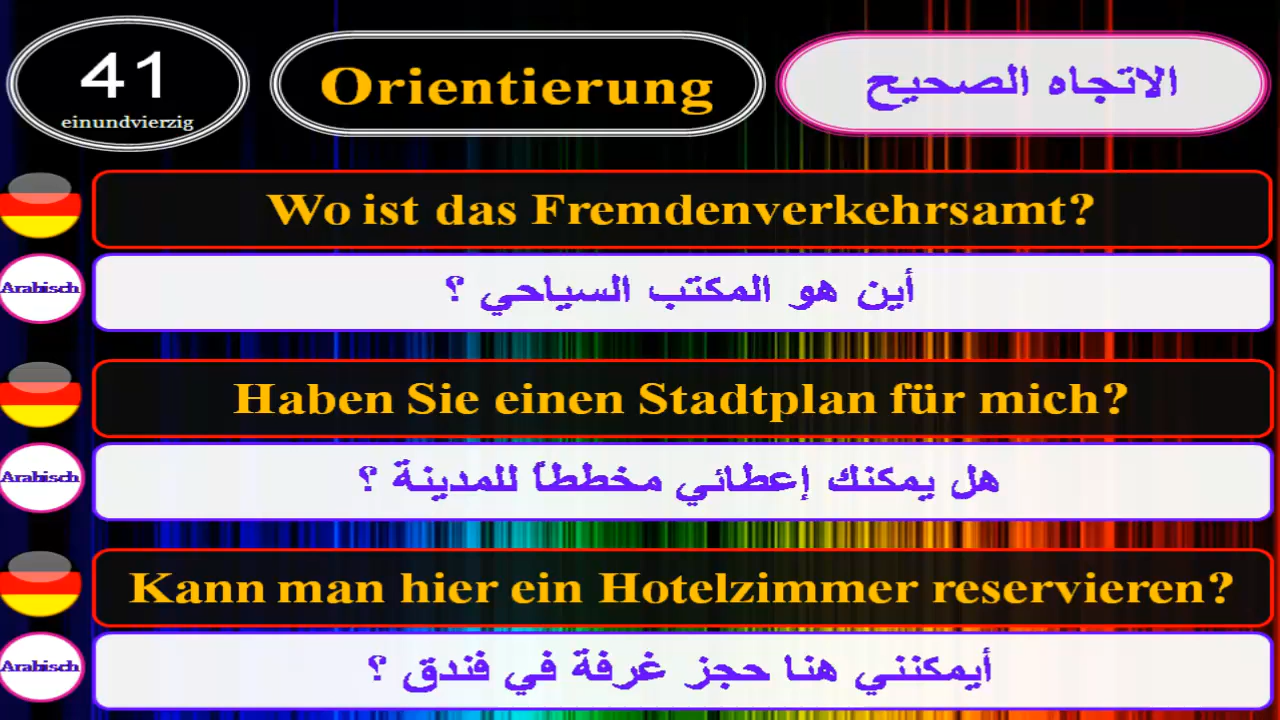 41
einundvierzig
Orientierung
الاتجاه الصحيح
Wo ist das Fremdenverkehrsamt?
Arabisch
أين هو المكتب السياحي ؟
Haben Sie einen Stadtplan für mich?
Arabisch
هل يمكنك إعطائي مخططاً للمدينة ؟
Kann man hier ein Hotelzimmer reservieren?
Arabisch
أيمكنني هنا حجز غرفة في فندق ؟